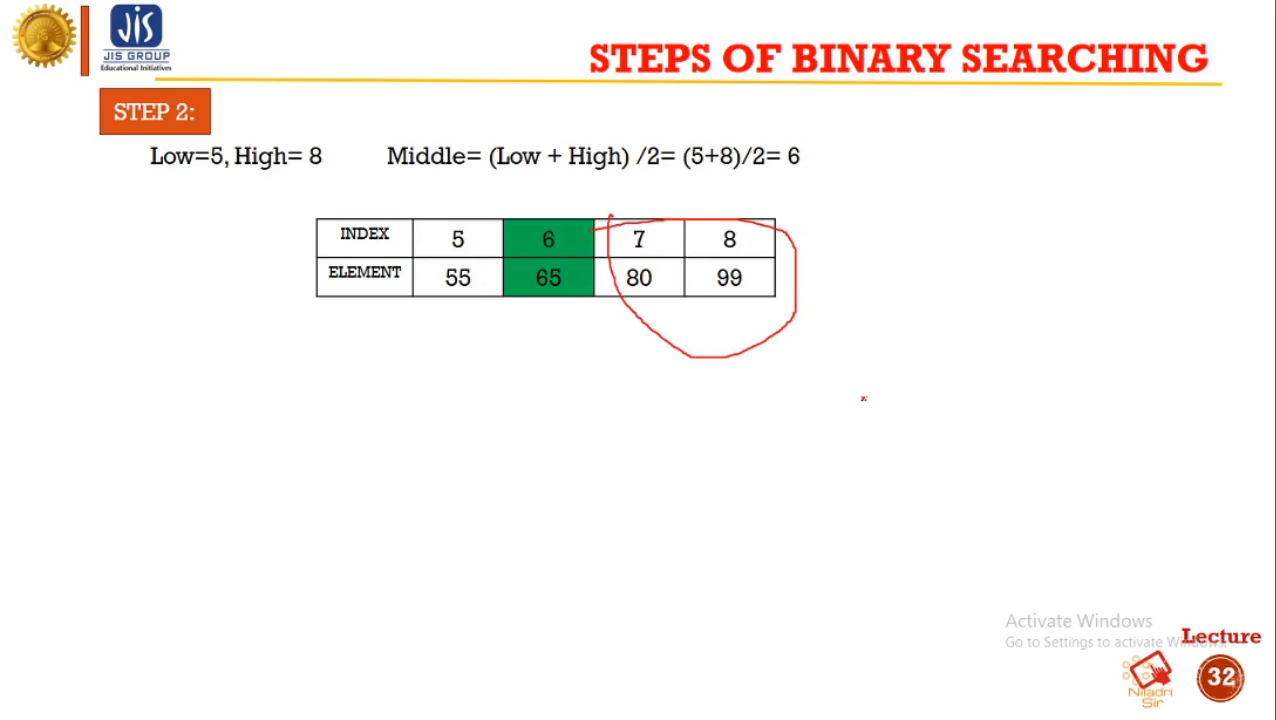 JIS
JIS GROUP
Educational Initiatives
STEPS OF BINARY SEARCHING
STEP 2:
Low=5, High= 8 Middle= (Low + High) /2= (5+8)/2= 6
INDEX 5 6 7 8
ELEMENT 55 65 80 99
Activate Windows
Go to Settings to activate Windows.
Lecture
32
Niladri
Sir